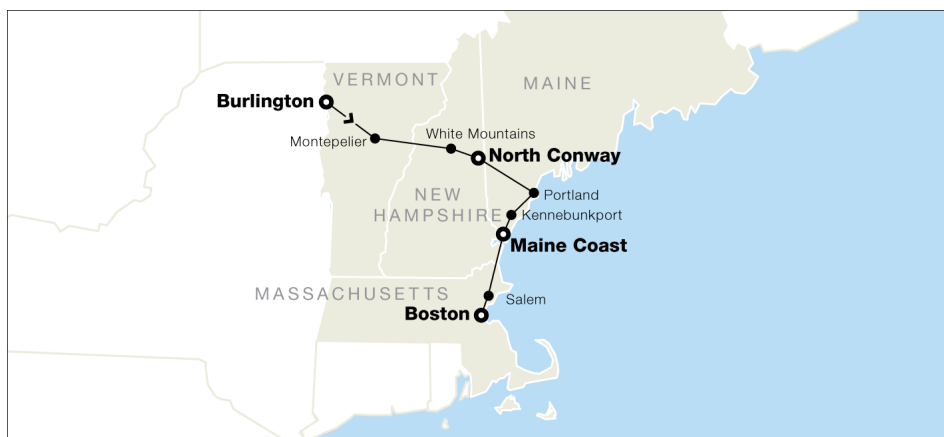 VERMONT
MAINE
Burlington
Montepelier
White Mountains
North Conway
Portland
NEW
HAMPSHIRE
Kennebunkport
Maine Coast
MASSACHUSETTS
Salem
Boston